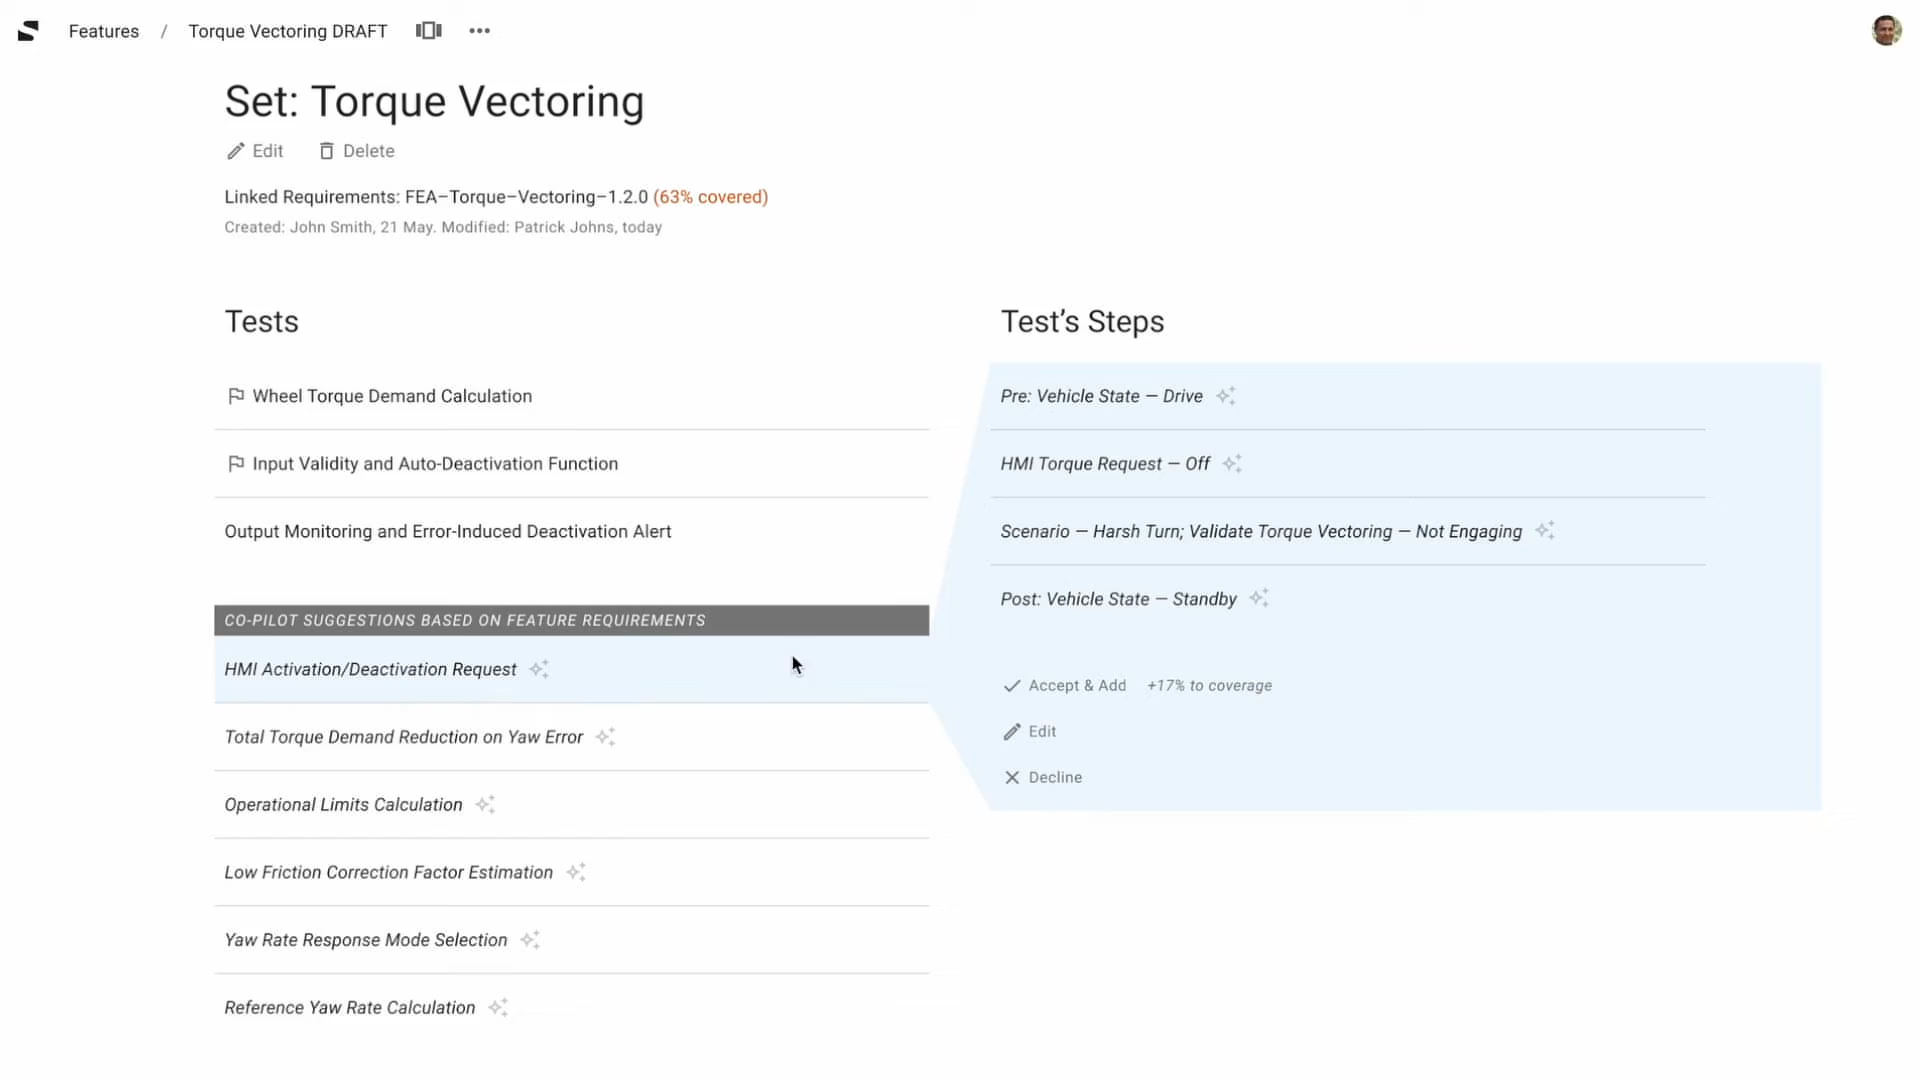 Features / Torque Vectoring DRAFT
Set: Torque Vectoring
Edit Delete
Linked Requirements: FEA–Torque–Vectoring–1.2.0 (63% covered)
Created: John Smith, 21 May. Modified: Patrick Johns, today
Tests
Wheel Torque Demand Calculation
Input Validity and Auto-Deactivation Function
Output Monitoring and Error-Induced Deactivation Alert
CO-PILOT SUGGESTIONS BASED ON FEATURE REQUIREMENTS
HMI Activation/Deactivation Request
Total Torque Demand Reduction on Yaw Error
Operational Limits Calculation
Low Friction Correction Factor Estimation
Yaw Rate Response Mode Selection
Reference Yaw Rate Calculation
Test’s Steps
Pre: Vehicle State – Drive
HMI Torque Request – Off
Scenario – Harsh Turn; Validate Torque Vectoring – Not Engaging
Post: Vehicle State – Standby
Accept & Add +17% to coverage
Edit
Decline